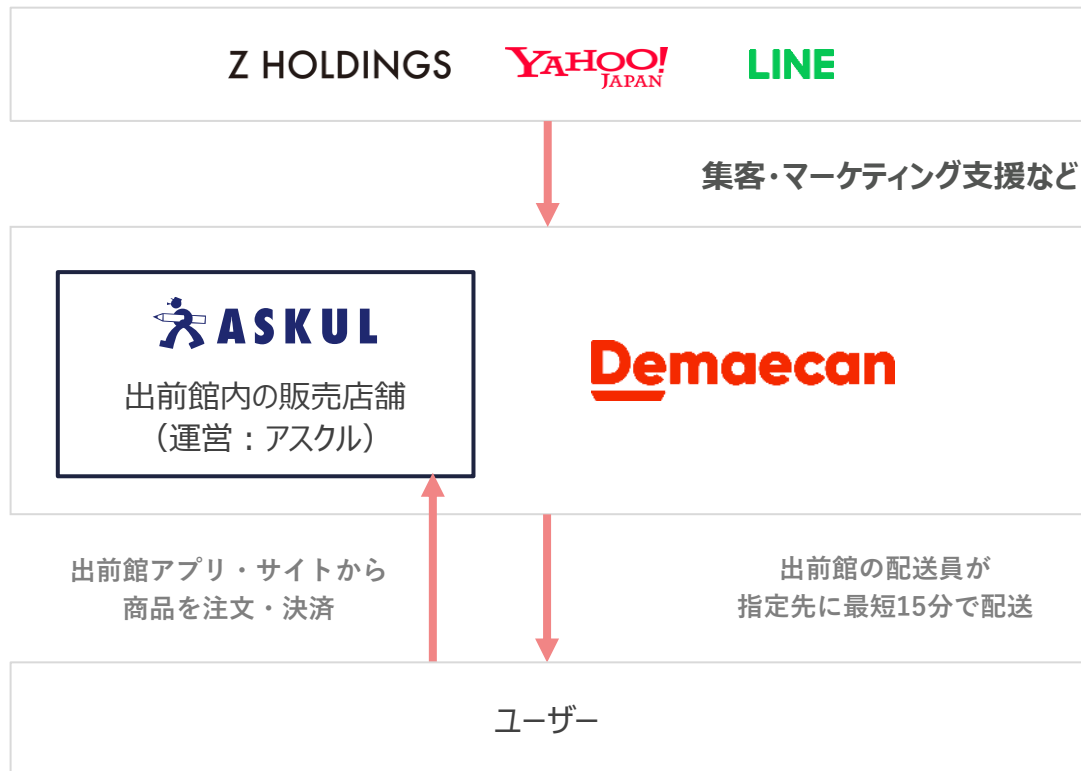 Z HOLDINGS
YAHOO!
JAPAN
LINE
集客・マーケティング支援など
ASKUL
出前館内の販売店舗
（運営：アスクル）
Demaecan
出前館アプリ・サイトから
商品を注文・決済
出前館の配送員が
指定先に最短15分で配送
ユーザー